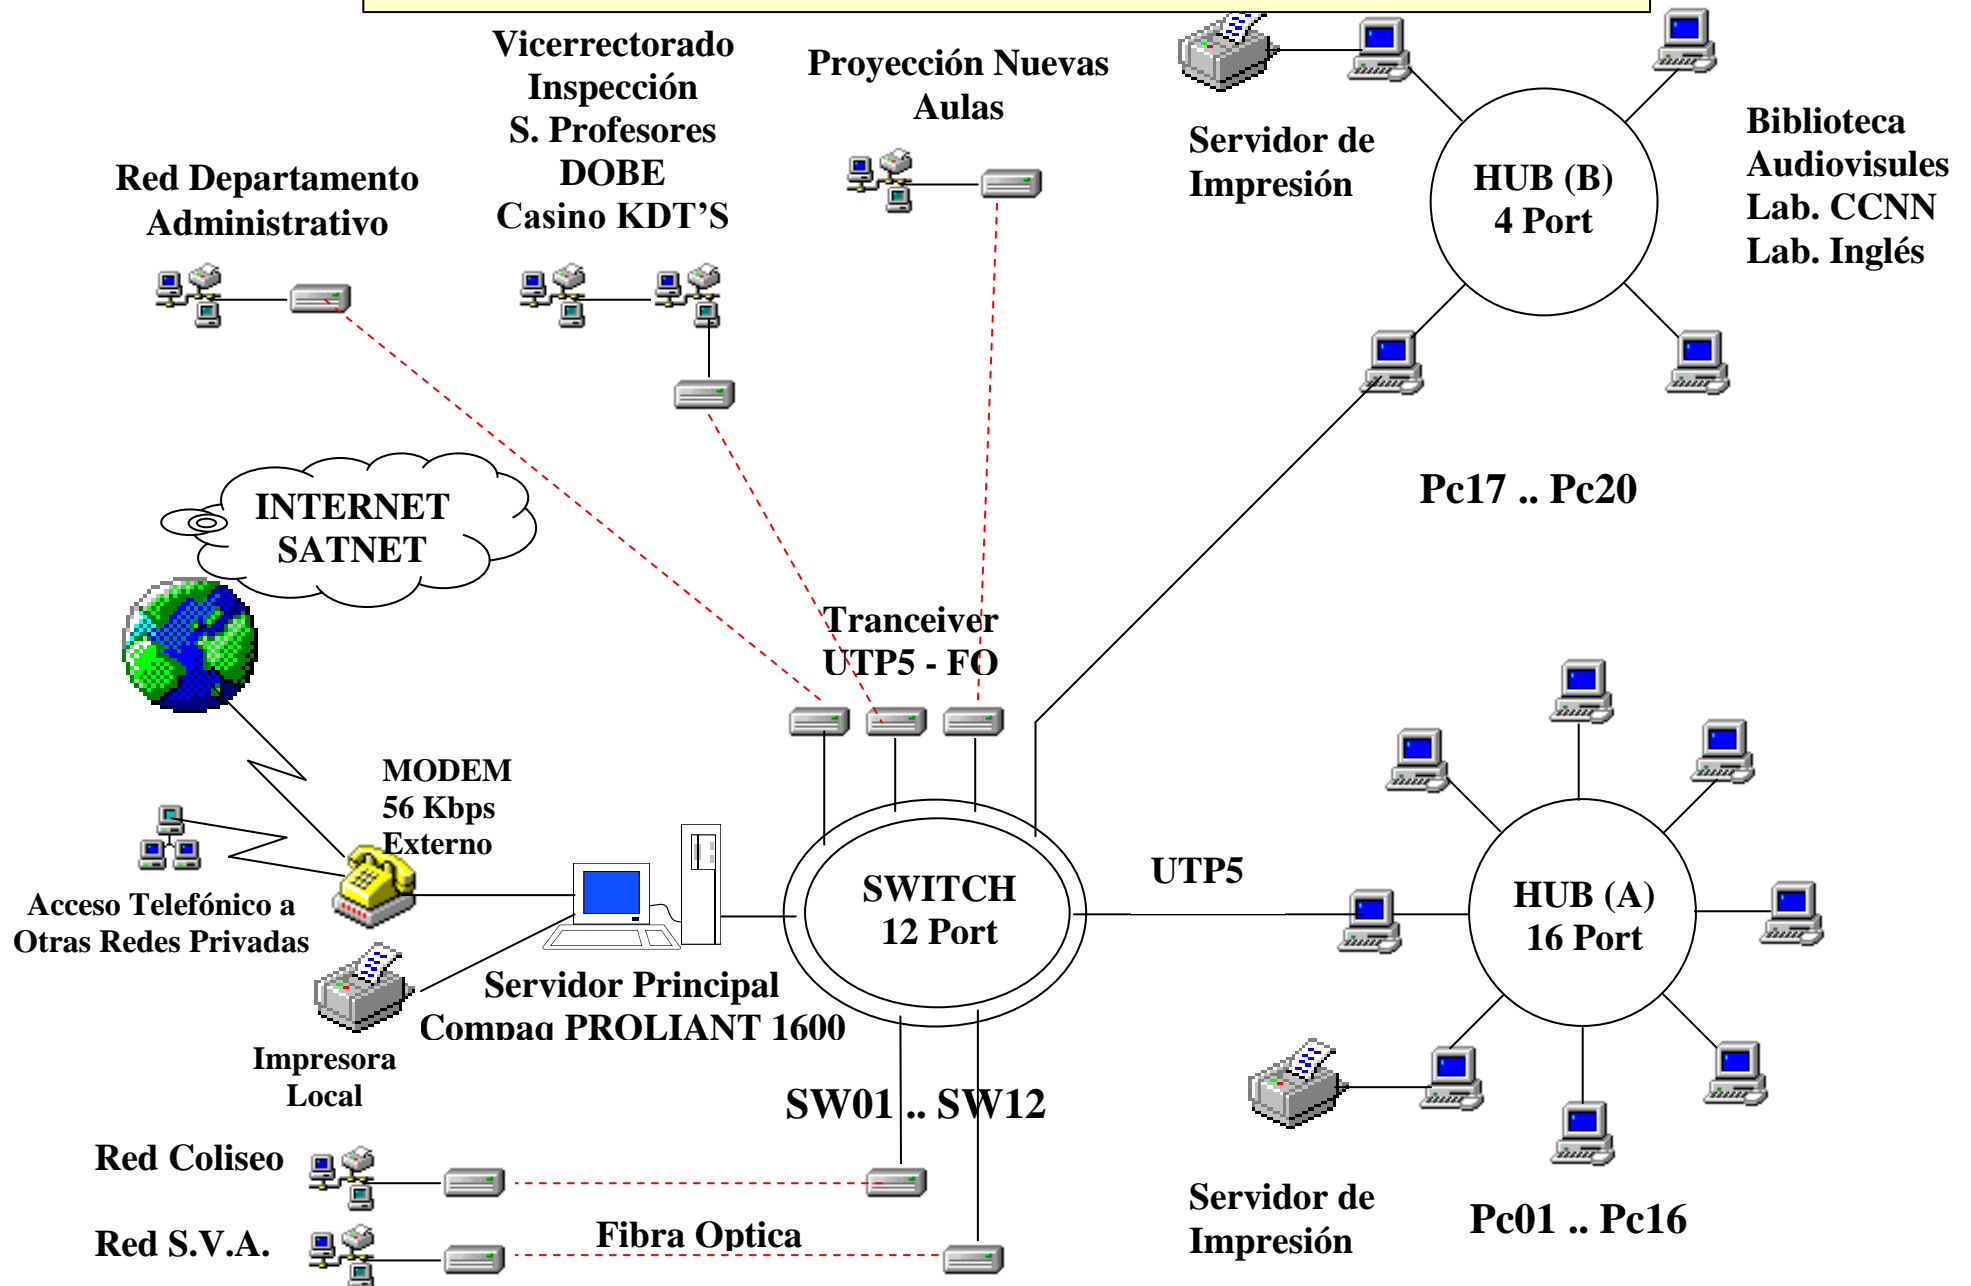 Vicerrectorado
Inspección
S. Profesores
DOBE
Casino KDT’S
Proyección Nuevas
Aulas
Red Departamento
Administrativo
Servidor de
Impresión
HUB (B)
4 Port
Biblioteca
Audiovisules
Lab. CCNN
Lab. Inglés
Pc17 .. Pc20
INTERNET
SATNET
Tranceiver
UTP5 - FO
MODEM
56 Kbps
Externo
Acceso Telefónico a
Otras Redes Privadas
SWITCH
12 Port
UTP5
HUB (A)
16 Port
Servidor Principal
Compaq PROLIANT 1600
Impresora
Local
SW01 .. SW12
Red Coliseo
Red S.V.A.
Fibra Optica
Servidor de
Impresión
Pc01 .. Pc16